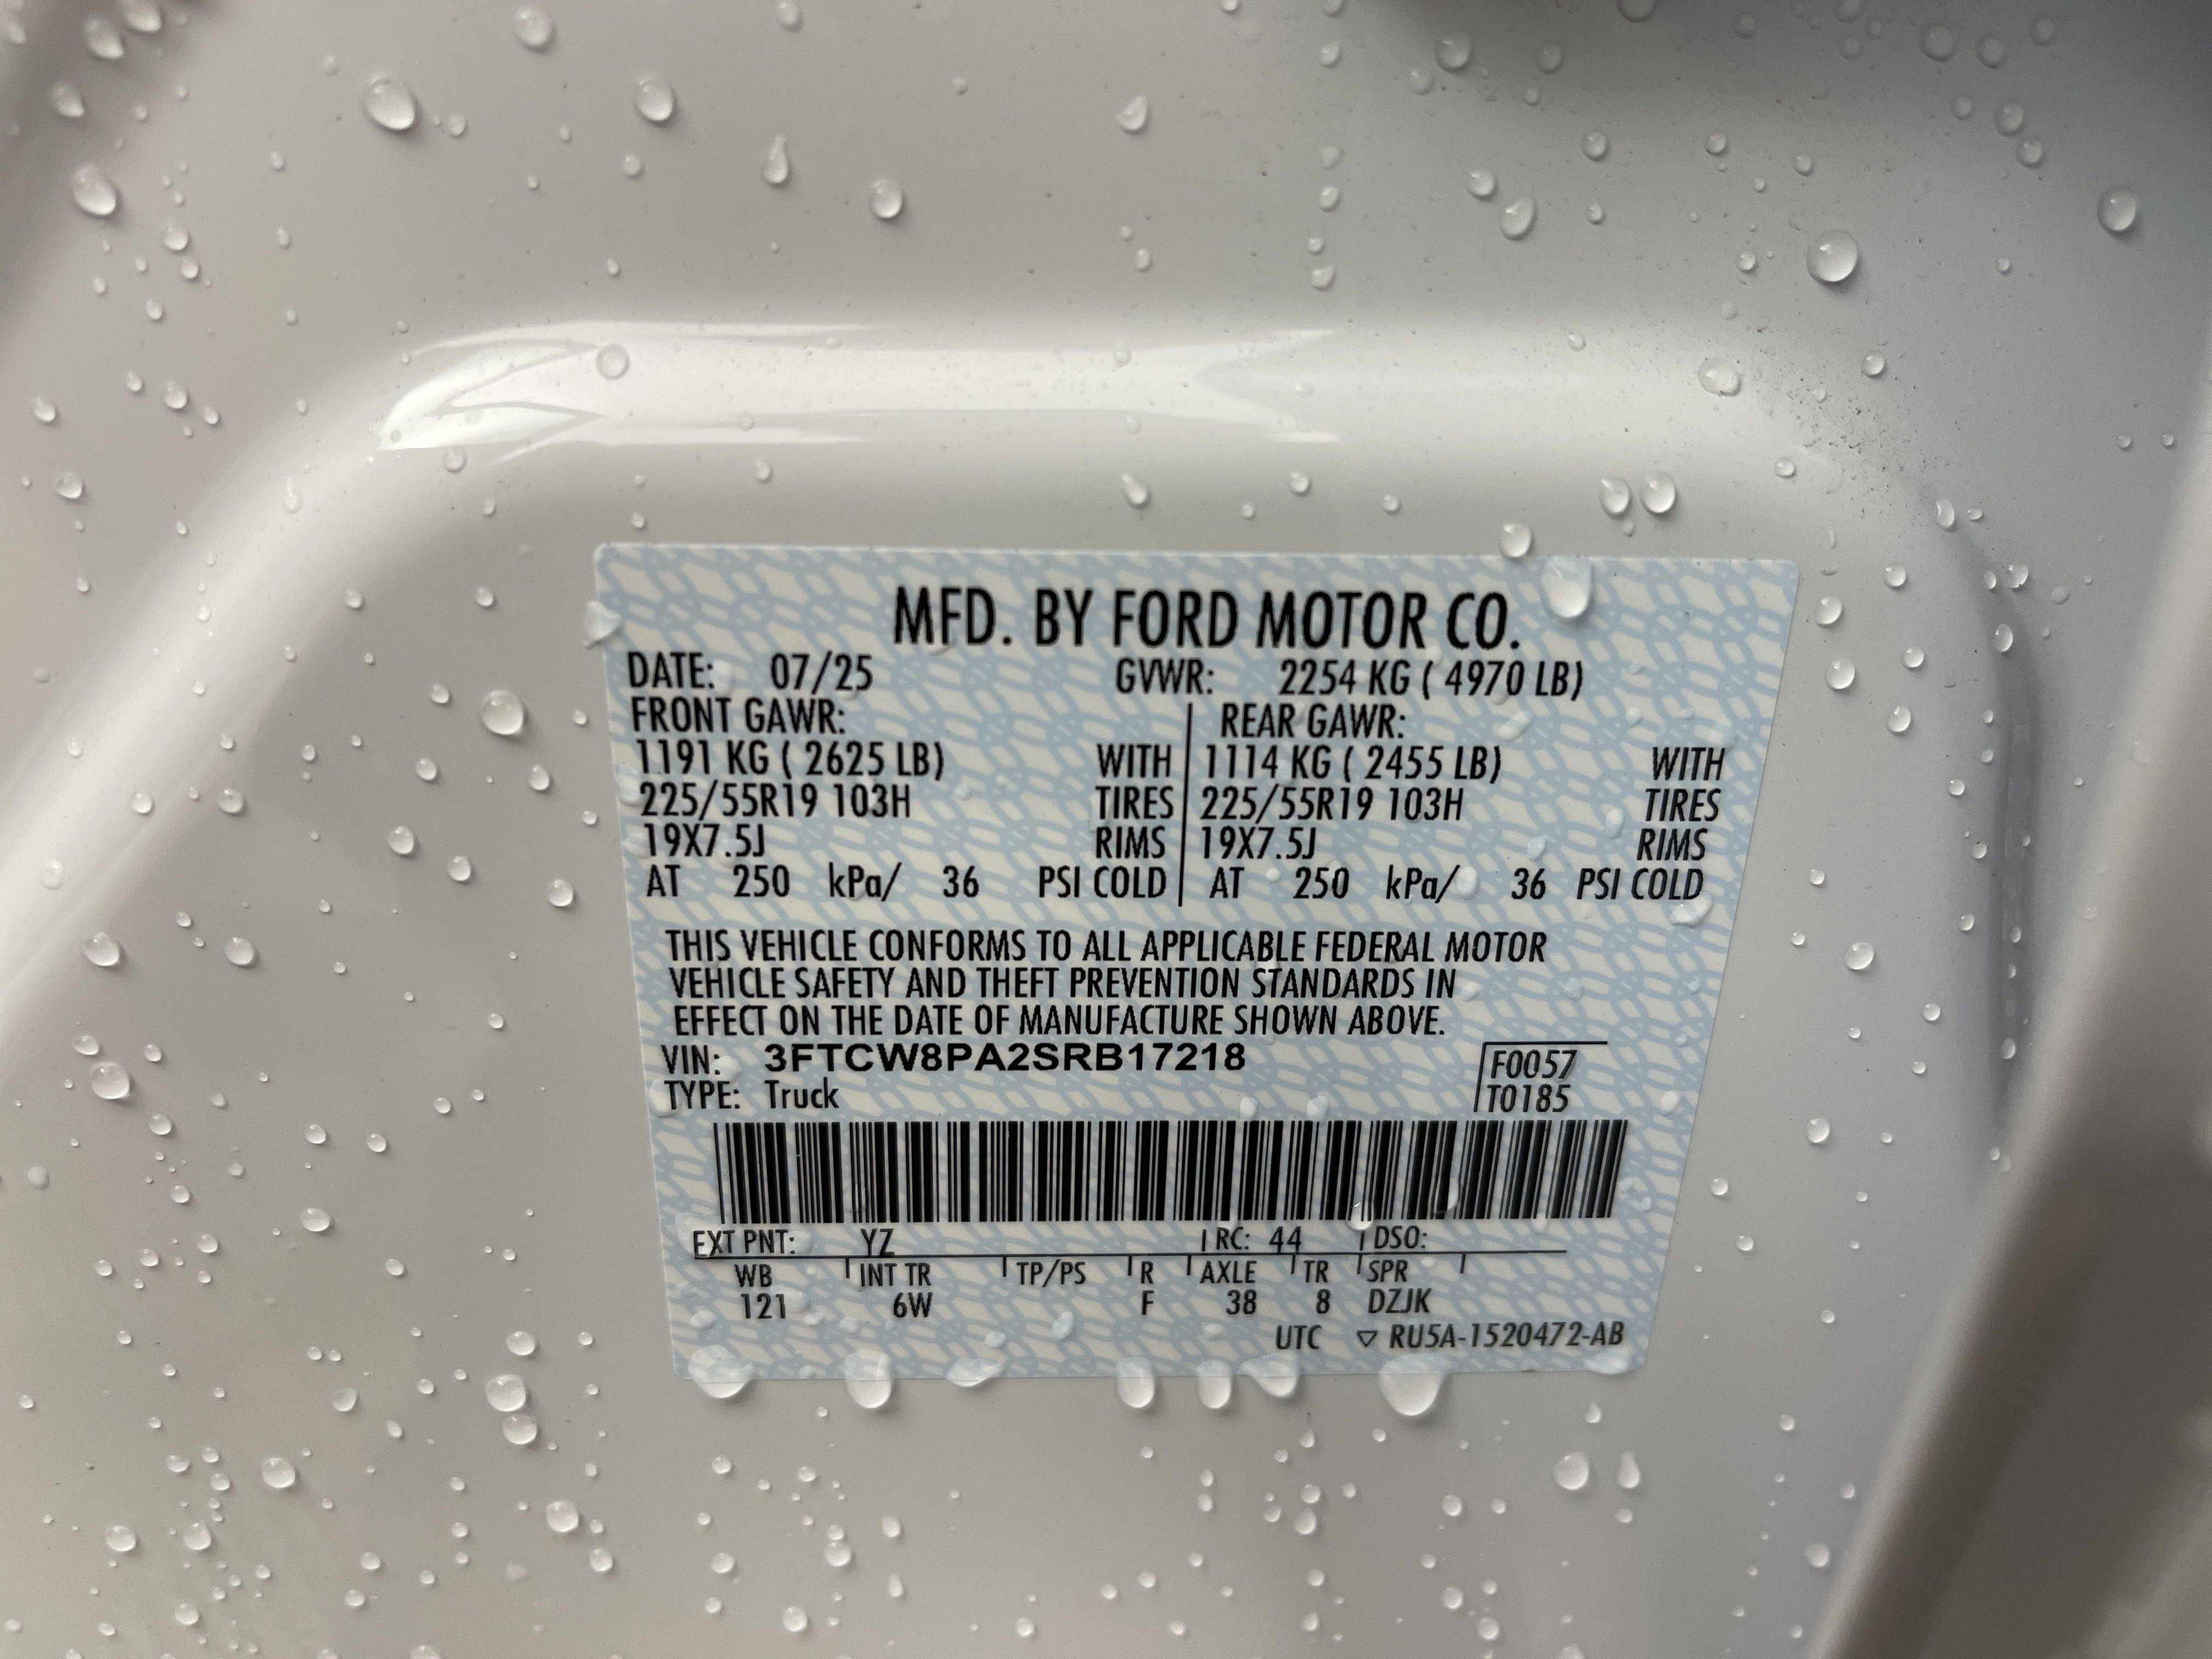 MFD. BY FORD MOTOR CO.
DATE: 07/25 GVWR: 2254 KG ( 4970 LB)
FRONT GAWR: REAR GAWR:
1191 KG ( 2625 LB) WITH 1114 KG ( 2455 LB) WITH
225/55R19 103H TIRES 225/55R19 103H TIRES
19X7.5J RIMS 19X7.5J RIMS
AT 250 kPa/ 36 PSI COLD AT 250 kPa/ 36 PSI COLD
THIS VEHICLE CONFORMS TO ALL APPLICABLE FEDERAL MOTOR
VEHICLE SAFETY AND THEFT PREVENTION STANDARDS IN
EFFECT ON THE DATE OF MANUFACTURE SHOWN ABOVE.
VIN: 3FTCW8PA2SRB17218 F0057
TYPE: Truck T0185
EXT PNT: YZ RC: 44 DSO:
WB INT TR TP/PS R AXLE TR SPR
121 6W F 38 8 DZJK
UTC ▽ RU5A-1520472-AB